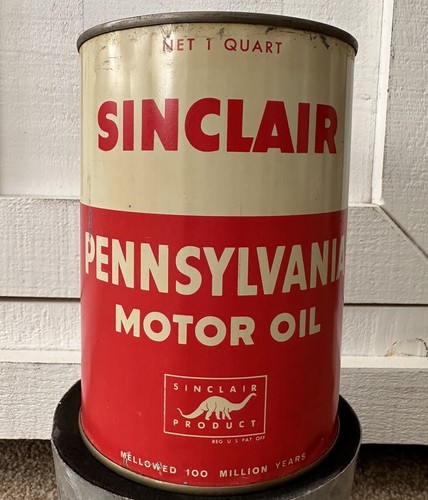 NET 1 QUART
SINCLAIR
PENNSYLVANIA
MOTOR OIL
SINCLAIR
PRODUCT
REG U S PAT OFF
MELLOWED 100 MILLION YEARS